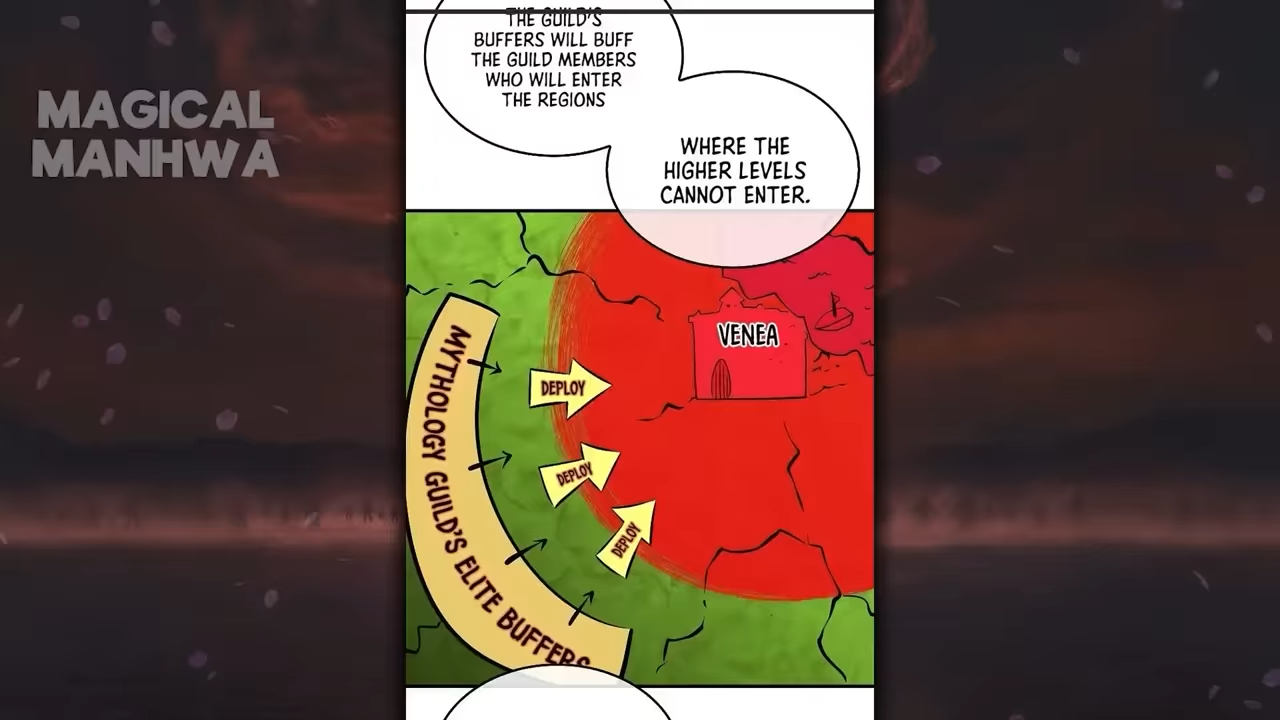 MAGICAL
MANHWA
THE GUILD'S
BUFFERS WILL BUFF
THE GUILD MEMBERS
WHO WILL ENTER
THE REGIONS
WHERE THE
HIGHER LEVELS
CANNOT ENTER.
VENEA
DEPLOY
DEPLOY
DEPLOY
MYTHOLOGY GUILD'S ELITE BUFFERS